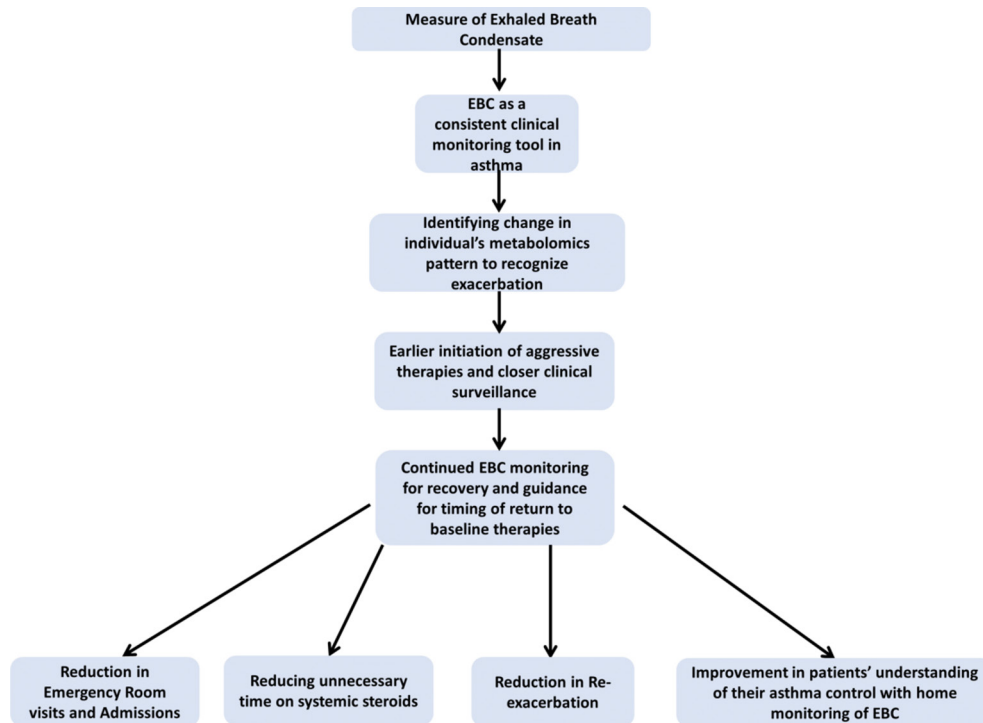 Measure of Exhaled Breath
Condensate
EBC as a
consistent clinical
monitoring tool in
asthma
Identifying change in
individual's metabolomics
pattern to recognize
exacerbation
Earlier initiation of aggressive
therapies and closer clinical
surveillance
Continued EBC monitoring
for recovery and guidance
for timing of return to
baseline therapies
Reduction in
Emergency Room
visits and Admissions
Reducing unnecessary
time on systemic steroids
Reduction in Re-
exacerbation
Improvement in patients' understanding
of their asthma control with home
monitoring of EBC